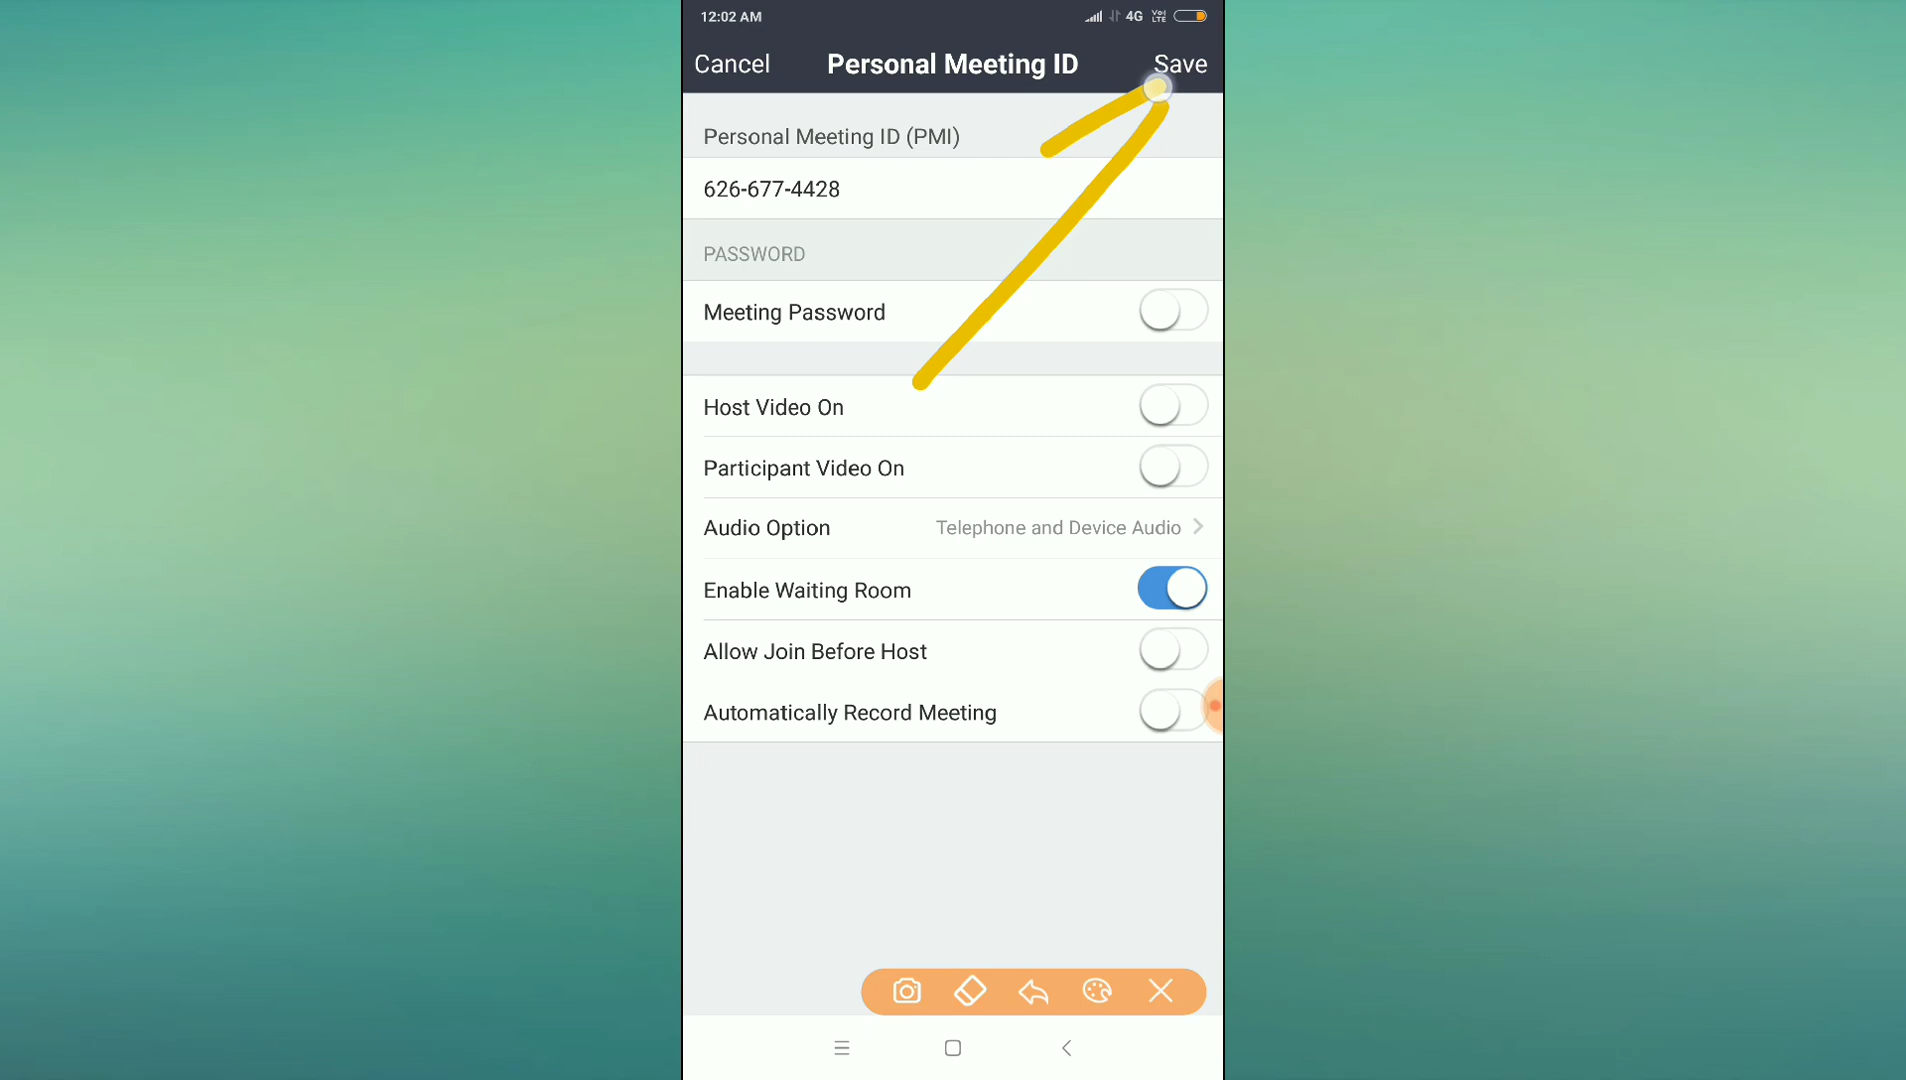 12:02 AM 4G Vo) LTE
Cancel Personal Meeting ID Save
Personal Meeting ID (PMI)
626-677-4428
PASSWORD
Meeting Password
Host Video On
Participant Video On
Audio Option Telephone and Device Audio
Enable Waiting Room
Allow Join Before Host
Automatically Record Meeting